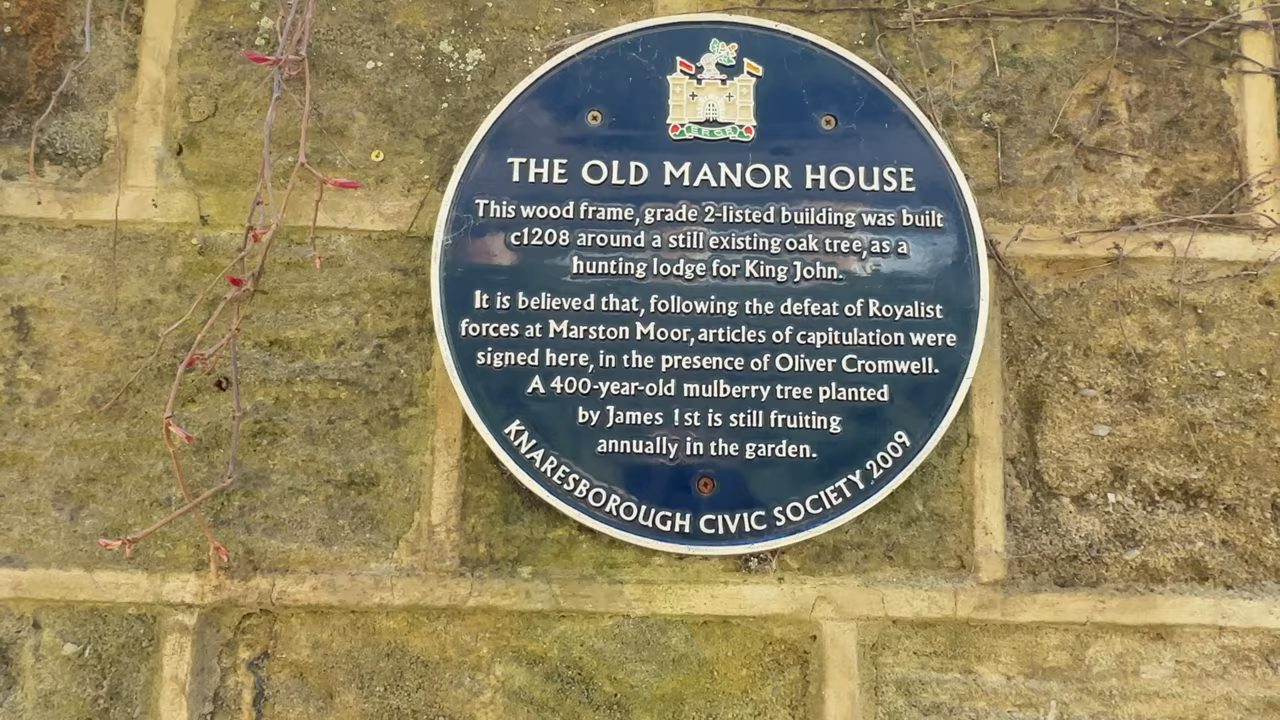 THE OLD MANOR HOUSE
This wood frame, grade 2-listed building was built
c1208 around a still existing oak tree, as a
hunting lodge for King John.
It is believed that, following the defeat of Royalist
forces at Marston Moor, articles of capitulation were
signed here, in the presence of Oliver Cromwell.
A 400-year-old mulberry tree planted
by James 1st is still fruiting
annually in the garden.
KNARESBOROUGH CIVIC SOCIETY 2009